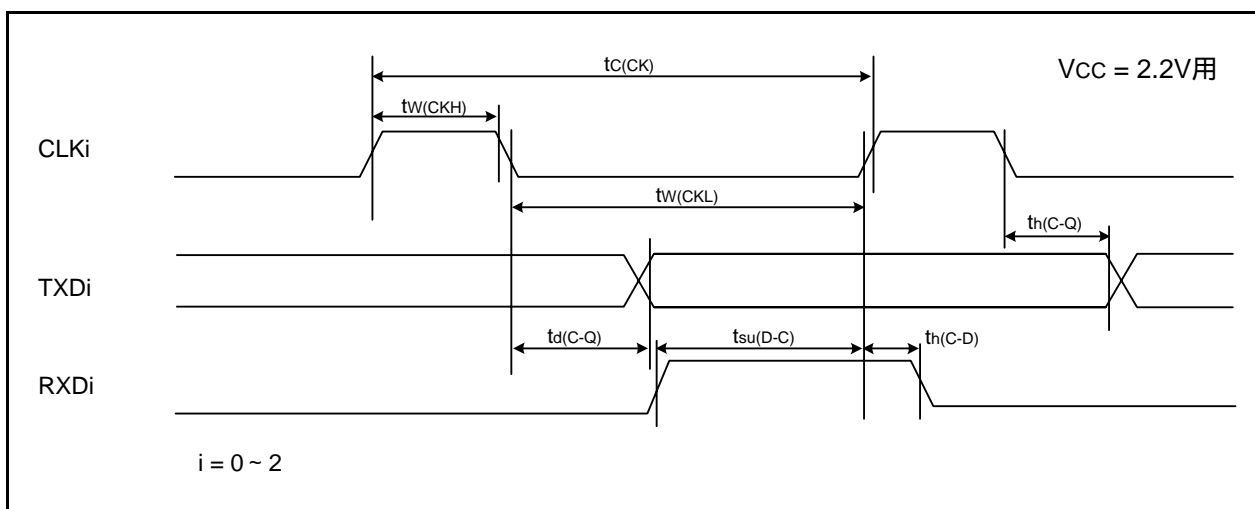 tC(CK)
VCC = 2.2V用
tW(CKH)
CLKi
tW(CKL)
th(C-Q)
TXDi
td(C-Q)
tsu(D-C)
th(C-D)
RXDi
i = 0 ~ 2